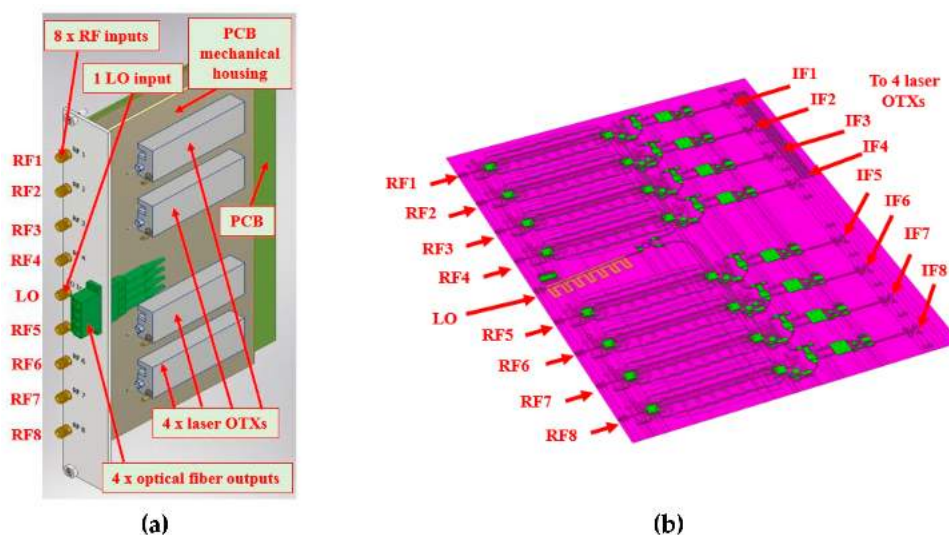 8 x RF inputs
1 LO input
PCB
mechanical
housing
RF1
RF2
RF3
RF4
LO
RF5
RF6
RF7
RF8
PCB
4 x laser OTXs
4 x optical fiber outputs
(a)
IF1
IF2
IF3
IF4
IF5
IF6
IF7
IF8
To 4 laser
OTXs
RF1
RF2
RF3
RF4
LO
RF5
RF6
RF7
RF8
(b)